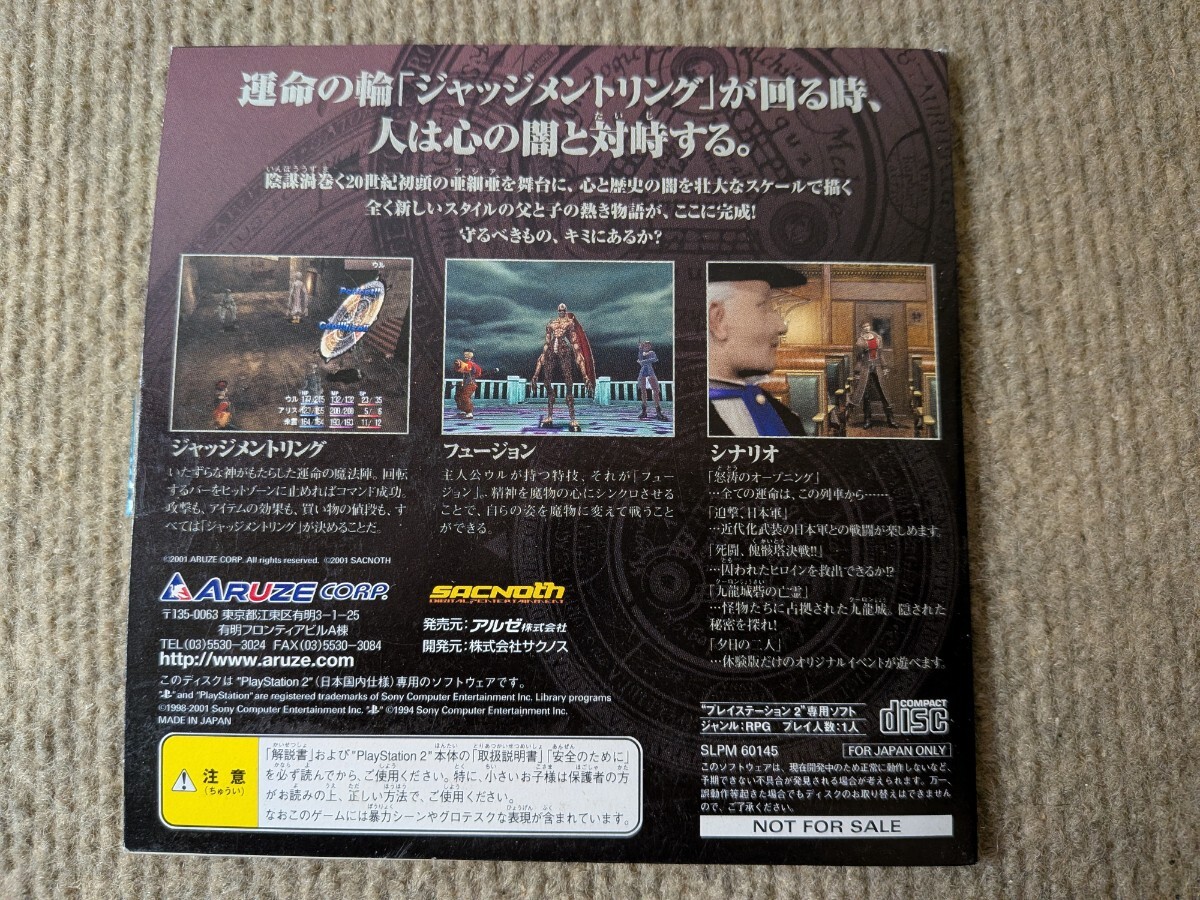 運命の輪「ジャッジメントリング」が回る時、
人は心の闇と対峙する。
陰謀渦巻く20世紀初頭の亜細亜を舞台に、心と歴史の闇を壮大なスケールで描く
全く新しいスタイルの父と子の熱き物語が、ここに完成!
守るべきもの、キミにあるか?
ジャッジメントリング
いたずらな神がもたらした運命の魔法陣。回転
するバーをヒットゾーンに止めればコマンド成功。
攻撃も、アイテムの効果も、買い物の値段も、す
べては「ジャッジメントリング」が決めることだ。
フュージョン
主人公ウルが持つ特技、それが「フュー
ジョン」。精神を魔物の心にシンクロさせる
ことで、自らの姿を魔物に変えて戦うこと
ができる。
シナリオ
「怒涛のオープニング」
…全ての運命は、この列車から……
「迫撃、日本軍」
…近代化武装の日本軍との戦闘が楽しめます。
「死闘、傀骸塔決戦!!」
…囚われたヒロインを救出できるか!?
「九龍城砦の亡霊」
…怪物たちに占拠された九龍城。隠された
秘密を探れ!
「夕日の二人」
…体験版だけのオリジナルイベントが遊べます。
©2001 ARUZE CORP. All rights reserved. ©2001 SACNOTH
ARUZE CORP.
〒135-0063 東京都江東区有明3-1-25
有明フロンティアビルA棟
TEL(03)5530-3024 FAX(03)5530-3084
http://www.aruze.com
SACNOTH
DIGITAL ENTERTAINMENT
発売元:アルゼ株式会社
開発元:株式会社サクノス
このディスクは "PlayStation 2" (日本国内仕様) 専用のソフトウェアです。
" " and "PlayStation" are registered trademarks of Sony Computer Entertainment Inc. Library programs
©1998-2001 Sony Computer Entertainment Inc. " " ©1994 Sony Computer Entertainment Inc.
MADE IN JAPAN
注意
(ちゅうい)
「解説書」および"PlayStation 2"本体の「取扱説明書」「安全のために」
を必ず読んでから、ご使用ください。特に、小さいお子様は保護者の方
がお読みの上、正しい方法で、ご使用ください。
なおこのゲームには暴力シーンやグロテスクな表現が含まれています。
"プレイステーション 2"専用ソフト
ジャンル:RPG プレイ人数:1人
COMPACT
disc
SLPM 60145
FOR JAPAN ONLY
このソフトウェアは、現在開発中のため正常に動作しないなど、
予期できない不具合が発見される場合が考えられます。万一、
誤動作等起きた場合でもディスクのお取り替えはできません
ので、ご了承ください。
NOT FOR SALE